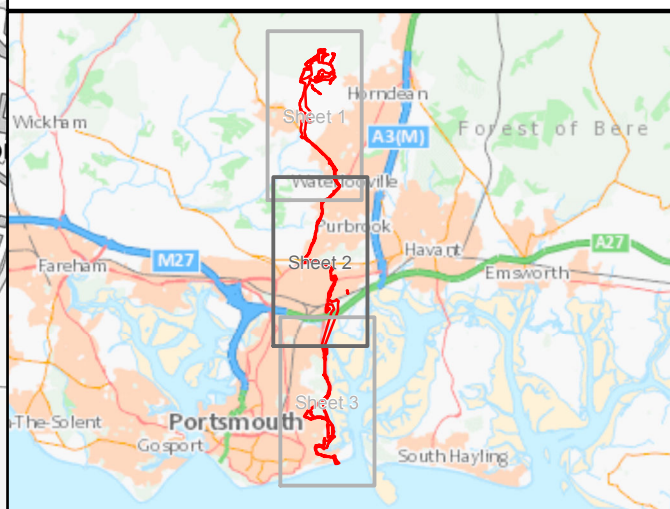 Horndean
Sheet 1
Wickham
A3(M)
Forest of Bere
Waterlooville
Purbrook
A27
Havant
M27
Sheet 2
Fareham
Emsworth
Sheet 3
n-The-Solent
Portsmouth
Gosport
South Hayling